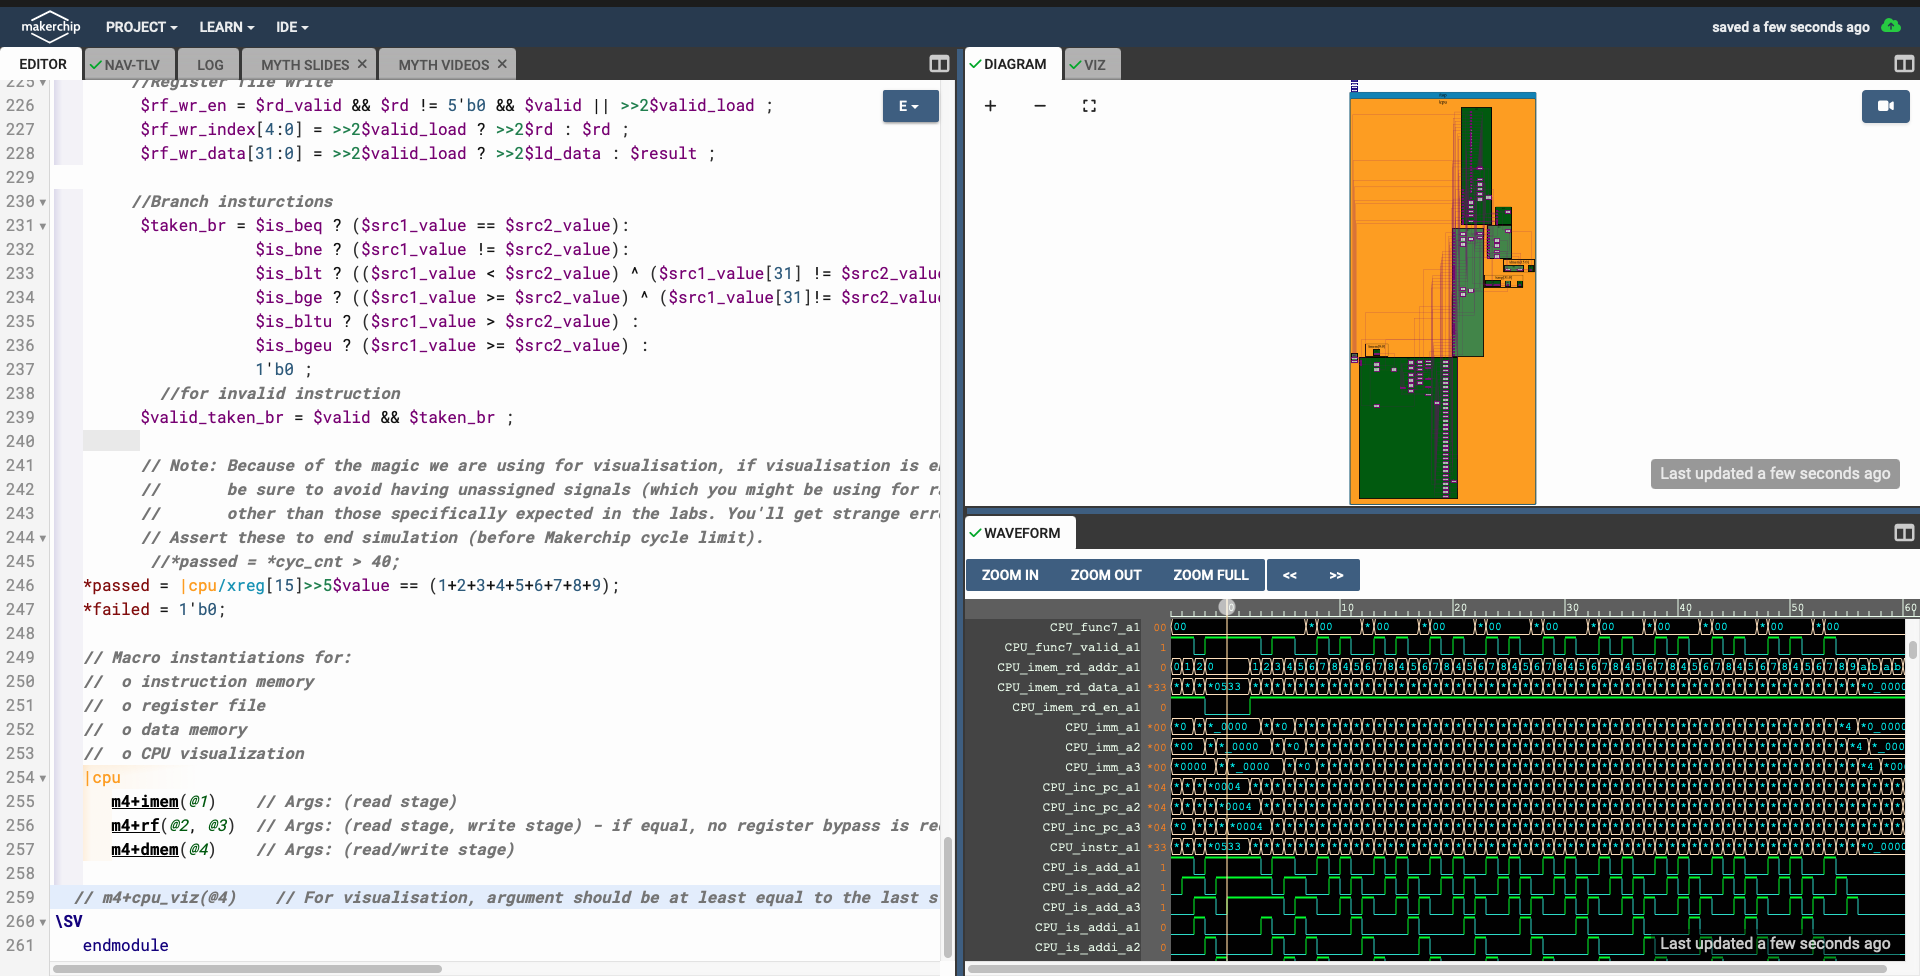 makerchip
PROJECT
LEARN
IDE
saved a few seconds ago
EDITOR
NAV-TLV
LOG
MYTH SLIDES
MYTH VIDEOS
DIAGRAM
VIZ
E
225 //Register file write
226 $rf_wr_en = $rd_valid && $rd != 5'b0 && $valid || >>2$valid_load ;
227 $rf_wr_index[4:0] = >>2$valid_load ? >>2$rd : $rd ;
228 $rf_wr_data[31:0] = >>2$valid_load ? >>2$ld_data : $result ;
229
230 //Branch insturctions
231 $taken_br = $is_beq ? ($src1_value == $src2_value):
232 $is_bne ? ($src1_value != $src2_value):
233 $is_blt ? (($src1_value < $src2_value) ^ ($src1_value[31] != $src2_valu
234 $is_bge ? (($src1_value >= $src2_value) ^ ($src1_value[31]!= $src2_valu
235 $is_bltu ? ($src1_value > $src2_value) :
236 $is_bgeu ? ($src1_value >= $src2_value) :
237 1'b0 ;
238 //for invalid instruction
239 $valid_taken_br = $valid && $taken_br ;
240
241 // Note: Because of the magic we are using for visualisation, if visualisation is e
242 // be sure to avoid having unassigned signals (which you might be using for r
243 // other than those specifically expected in the labs. You'll get strange err
244 // Assert these to end simulation (before Makerchip cycle limit).
245 //*passed = *cyc_cnt > 40;
246 *passed = |cpu/xreg[15]>>5$value == (1+2+3+4+5+6+7+8+9);
247 *failed = 1'b0;
248
249 // Macro instantiations for:
250 // o instruction memory
251 // o register file
252 // o data memory
253 // o CPU visualization
254 |cpu
255 m4+imem(@1) // Args: (read stage)
256 m4+rf(@2, @3) // Args: (read stage, write stage) - if equal, no register bypass is re
257 m4+dmem(@4) // Args: (read/write stage)
258
259 // m4+cpu_viz(@4) // For visualisation, argument should be at least equal to the last s
260 \SV
261 endmodule
Last updated a few seconds ago
WAVEFORM
ZOOM IN
ZOOM OUT
ZOOM FULL
<<
>>
0 10 20 30 40 50 60
CPU_func7_a1 00
CPU_func7_valid_a1 1
CPU_imem_rd_addr_a1 0
CPU_imem_rd_data_a1 *33
CPU_imem_rd_en_a1 0
CPU_imm_a1 *00
CPU_imm_a2 *00
CPU_imm_a3 *00
CPU_inc_pc_a1 *04
CPU_inc_pc_a2 *04
CPU_inc_pc_a3 *04
CPU_instr_a1 *33
CPU_is_add_a1 1
CPU_is_add_a2 1
CPU_is_add_a3 1
CPU_is_addi_a1 0
CPU_is_addi_a2 0
Last updated a few seconds ago